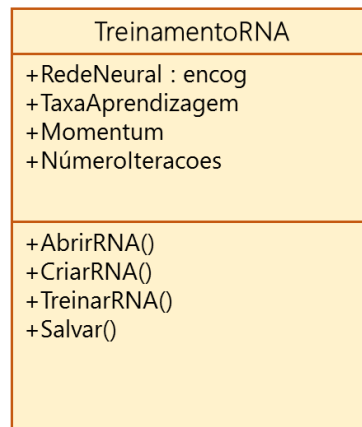 TreinamentoRNA
+RedeNeural : encog
+TaxaAprendizagem
+Momentum
+NúmeroIteracoes
+AbrirRNA()
+CriarRNA()
+TreinarRNA()
+Salvar()